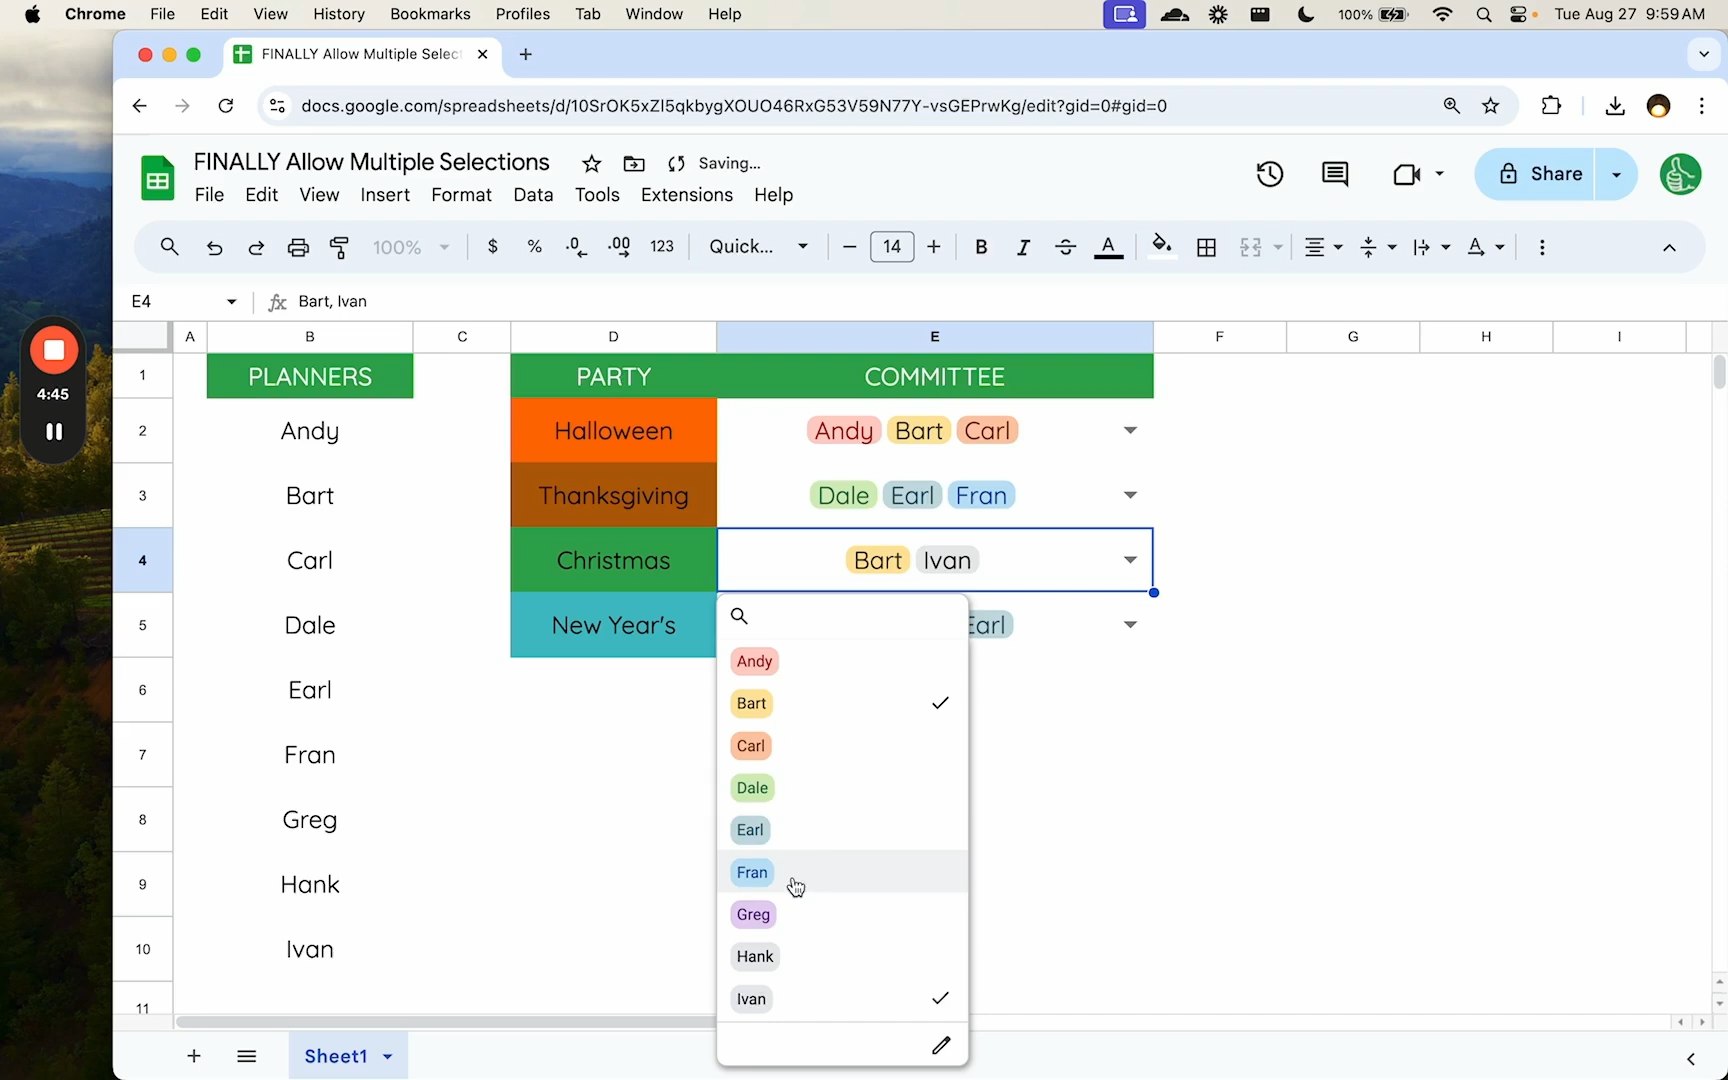 Chrome File Edit View History Bookmarks Profiles Tab Window Help 100% Tue Aug 27 9:59 AM
FINALLY Allow Multiple Select
docs.google.com/spreadsheets/d/10SrOK5xZl5qkbygXOUO46RxG53V59N77Y-vsGEPrwKg/edit?gid=0#gid=0
FINALLY Allow Multiple Selections Saving...
Share
File Edit View Insert Format Data Tools Extensions Help
100% $ % .0 .00 123 Quick... 14 B I S A A
E4 fx Bart, Ivan
A B C D E F G H I
4:45
1 PLANNERS PARTY COMMITTEE
2 Andy Halloween Andy Bart Carl
3 Bart Thanksgiving Dale Earl Fran
4 Carl Christmas Bart Ivan
5 Dale New Year's Earl
6 Earl
7 Fran
8 Greg
9 Hank
10 Ivan
11
Andy
Bart
Carl
Dale
Earl
Fran
Greg
Hank
Ivan
Sheet1